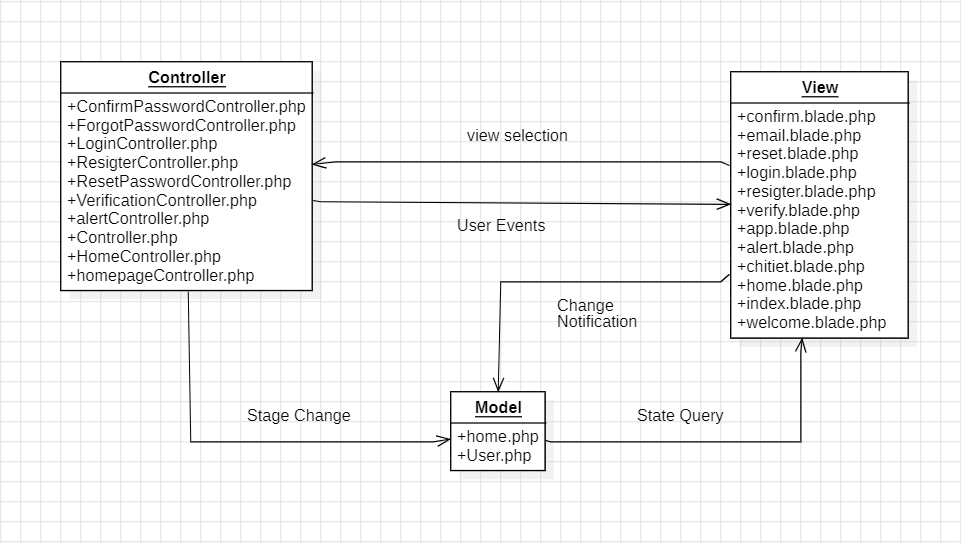 Controller
+ConfirmPasswordController.php
+ForgotPasswordController.php
+LoginController.php
+ResigterController.php
+ResetPasswordController.php
+VerificationController.php
+alertController.php
+Controller.php
+HomeController.php
+homepageController.php
view selection
User Events
View
+confirm.blade.php
+email.blade.php
+reset.blade.php
+login.blade.php
+resigter.blade.php
+verify.blade.php
+app.blade.php
+alert.blade.php
+chitiet.blade.php
+home.blade.php
+index.blade.php
+welcome.blade.php
Change
Notification
Stage Change
Model
+home.php
+User.php
State Query